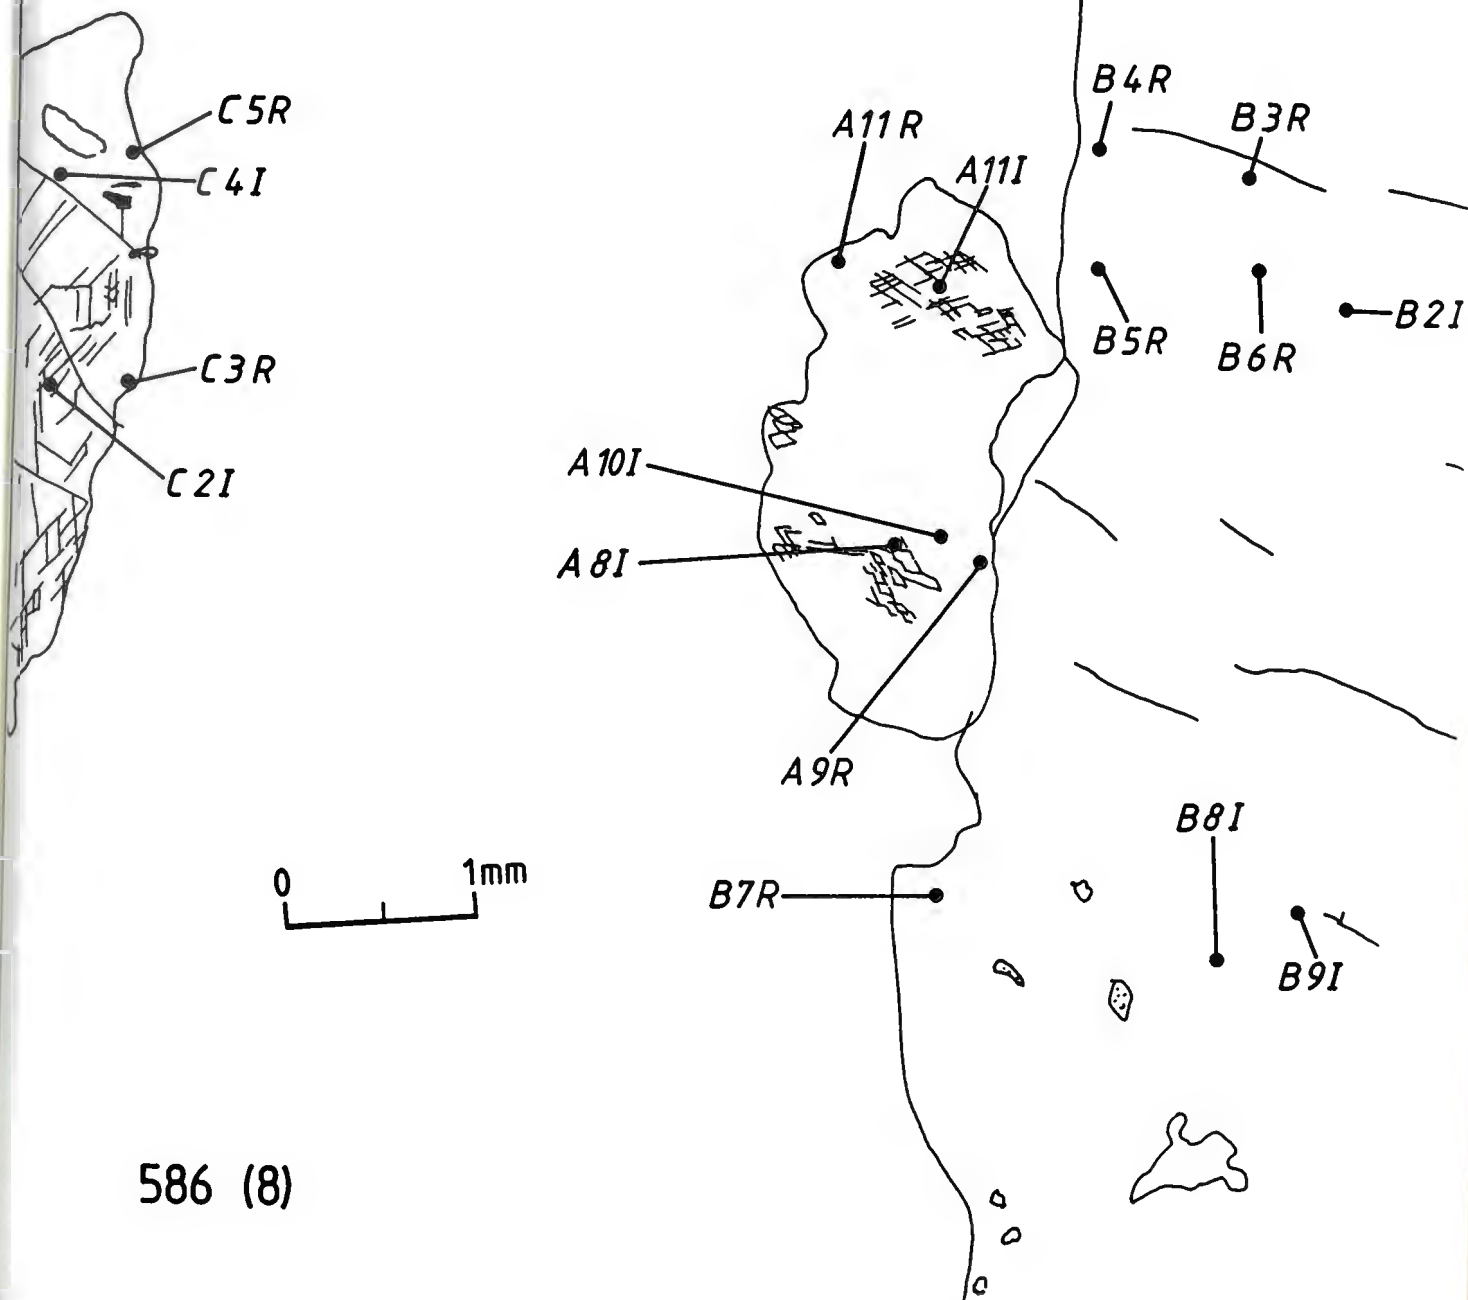 B4R
C5R
B3R
A11R
A11I
C4I
B2I
B5R
B6R
C3R
A10I
C2I
A8I
A9R
B8I
0 1mm
B7R
B9I
586 (8)